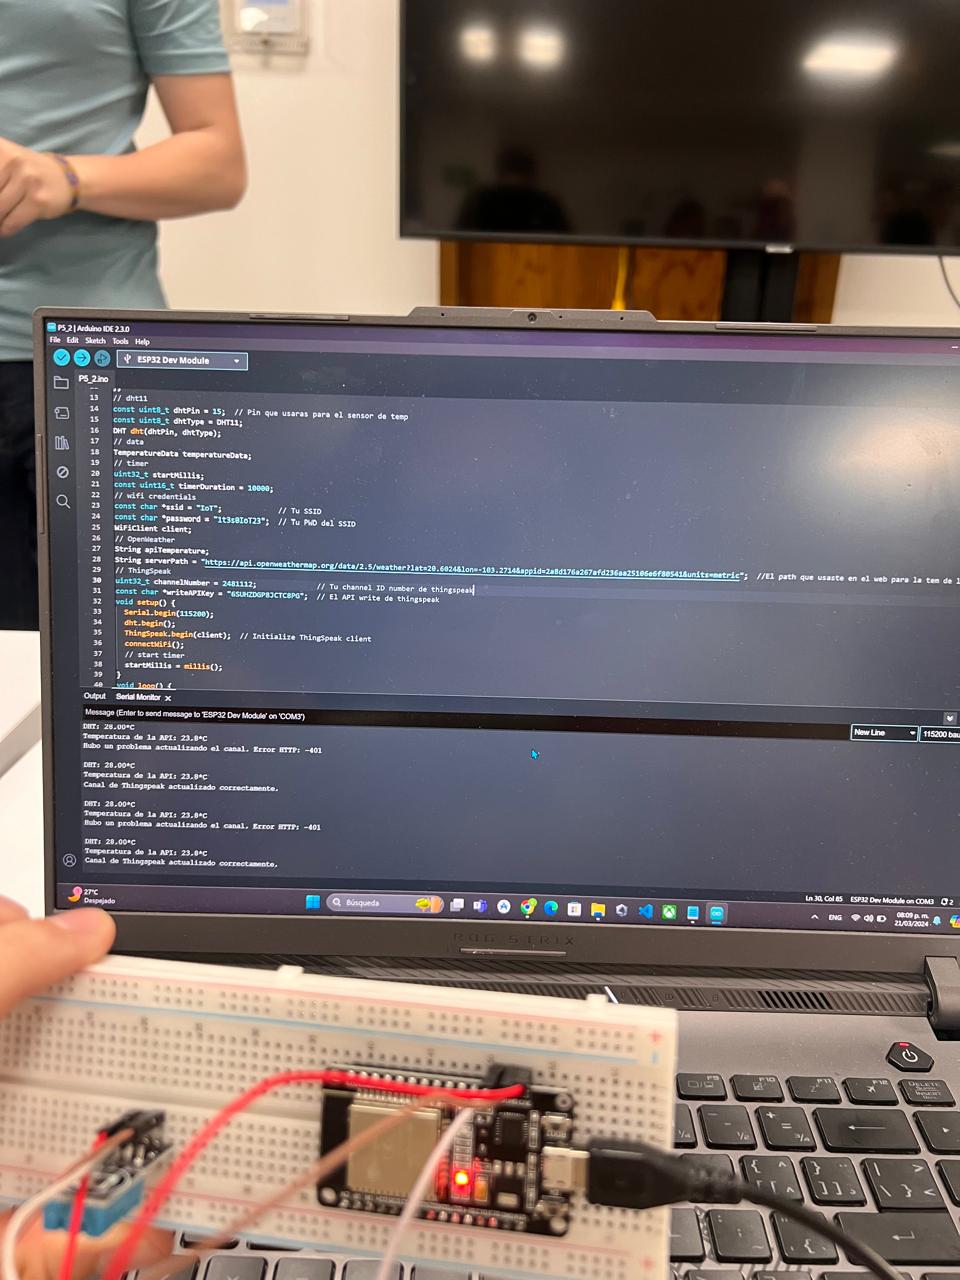 P5_2 | Arduino IDE 2.3.0
File Edit Sketch Tools Help
ESP32 Dev Module
P5_2.ino
13 // dht11
14 const uint8_t dhtPin = 15; // Pin que usaras para el sensor de temp
15 const uint8_t dhtType = DHT11;
16 DHT dht(dhtPin, dhtType);
17 // data
18 TemperatureData temperatureData;
19 // timer
20 uint32_t startMillis;
21 const uint16_t timerDuration = 10000;
22 // wifi credentials
23 const char *ssid = "IoT"; // Tu SSID
24 const char *password = "1t3s0IoT23"; // Tu PWD del SSID
25 WiFiClient client;
26 // OpenWeather
27 String apiTemperature;
28 String serverPath = "https://api.openweathermap.org/data/2.5/weather?lat=20.6024&lon=-103.2714&appid=2a8d176a267afd236aa25106e6f80541&units=metric"; //El path que usaste en el web para la tem de
29 // ThingSpeak
30 uint32_t channelNumber = 2481112; // Tu channel ID number de thingspeak
31 const char *writeAPIKey = "6SUHZDGP8JCTC8PG"; // El API write de thingspeak
32 void setup() {
33 Serial.begin(115200);
34 dht.begin();
35 ThingSpeak.begin(client); // Initialize ThingSpeak client
36 connectWiFi();
37 // start timer
38 startMillis = millis();
39 }
40 void loop() {
Output Serial Monitor
Message (Enter to send message to 'ESP32 Dev Module' on 'COM3')
New Line 115200 bau
DHT: 28.00°C
Temperatura de la API: 23.8°C
Hubo un problema actualizando el canal. Error HTTP: -401
DHT: 28.00°C
Temperatura de la API: 23.8°C
Canal de Thingspeak actualizado correctamente.
DHT: 28.00°C
Temperatura de la API: 23.8°C
Hubo un problema actualizando el canal. Error HTTP: -401
DHT: 28.00°C
Temperatura de la API: 23.8°C
Canal de Thingspeak actualizado correctamente.
Ln 30, Col 85 ESP32 Dev Module on COM3 2
27°C
Despejado
Búsqueda
ENG
08:09 p. m.
21/03/2024
ROG STRIX
F9 F10 F11 F12 DELETE